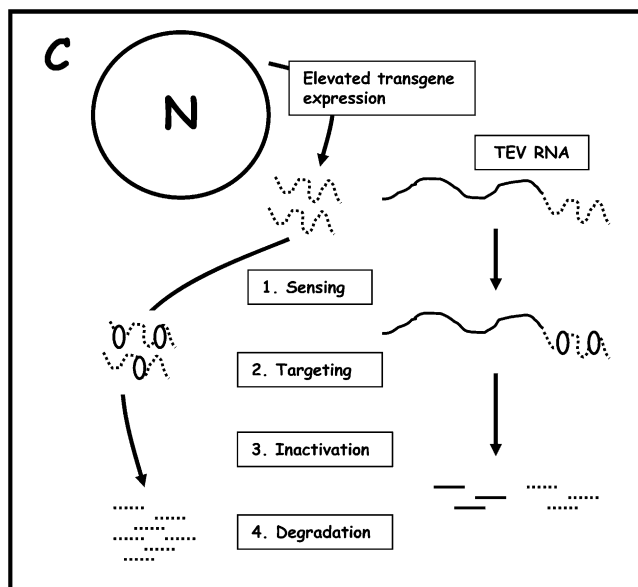 C
N
Elevated transgene
expression
TEV RNA
1. Sensing
2. Targeting
3. Inactivation
4. Degradation